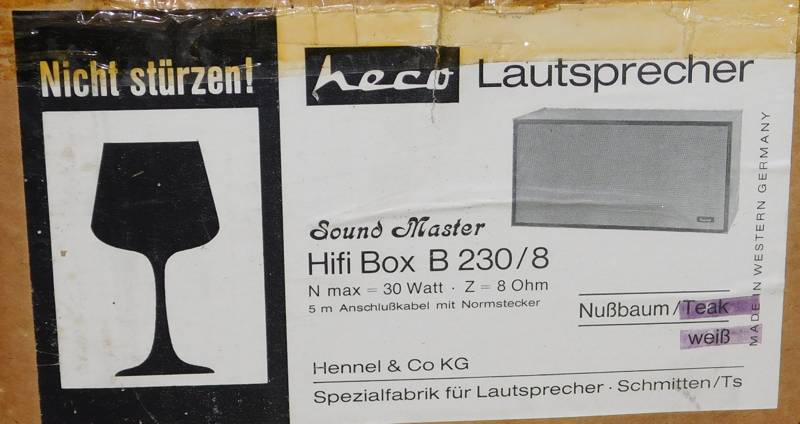 Nicht stürzen!
heco Lautsprecher
heco
Sound Master
Hifi Box B 230/8
N max = 30 Watt · Z = 8 Ohm
5 m Anschlußkabel mit Normstecker
Nußbaum/Teak
weiß
MADE IN WESTERN GERMANY
Hennel & Co KG
Spezialfabrik für Lautsprecher · Schmitten/Ts